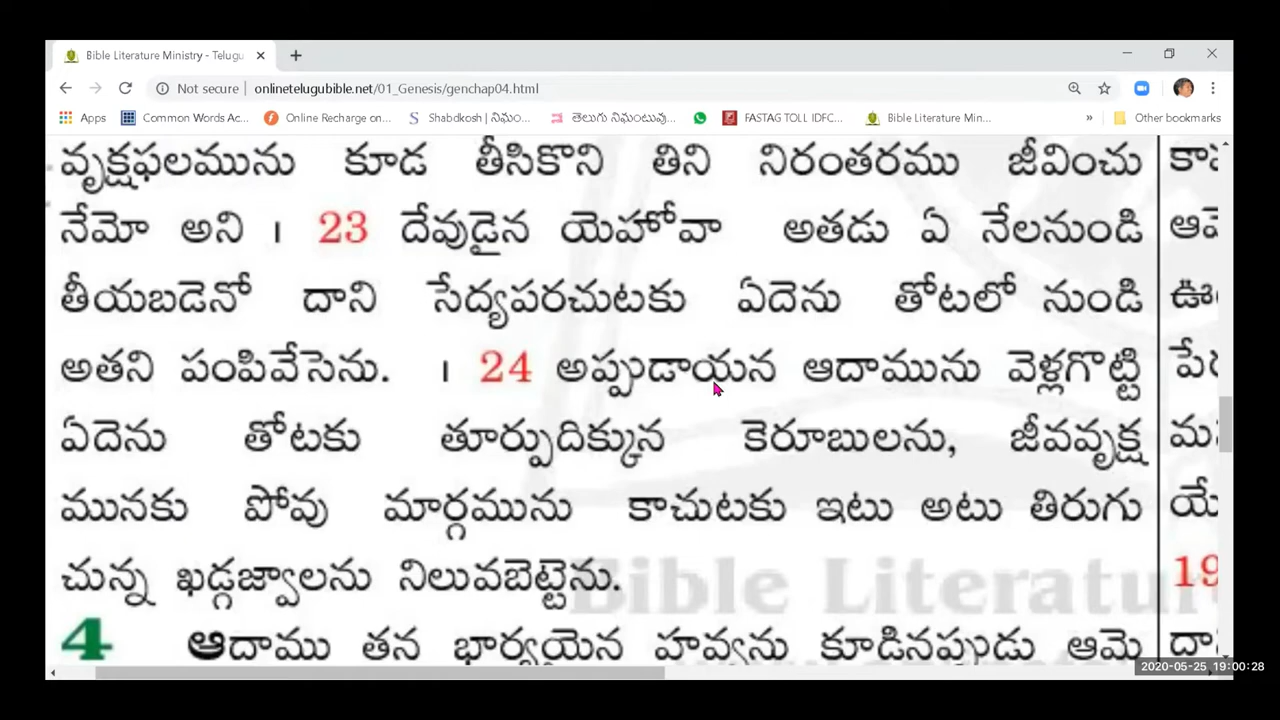 Bible Literature Ministry - Telugu
Not secure | onlinetelugubible.net/01_Genesis/genchap04.html
Apps Common Words Ac... Online Recharge on... Shabdkosh | నిఘం... తెలుగు నిఘంటువు... FASTAG TOLL IDFC... Bible Literature Min... » Other bookmarks
వృక్షఫలమును కూడ తీసికొని తిని నిరంతరము జీవించు
నేమో అని । 23 దేవుడైన యెహోవా అతడు ఏ నేలనుండి
తీయబడెనో దాని సేద్యపరచుటకు ఏదెను తోటలో నుండి
అతని పంపివేసెను. । 24 అప్పుడాయన ఆదామును వెళ్లగొట్టి
ఏదెను తోటకు తూర్పుదిక్కున కెరూబులను, జీవవృక్ష
మునకు పోవు మార్గమును కాచుటకు ఇటు అటు తిరుగు
చున్న ఖడ్గజ్వాలను నిలువబెట్టెను.
Bible Literature
19
4 ఆదాము తన భార్యయైన హవ్వను కూడినప్పుడు ఆమె
2020-05-25 19:00:28